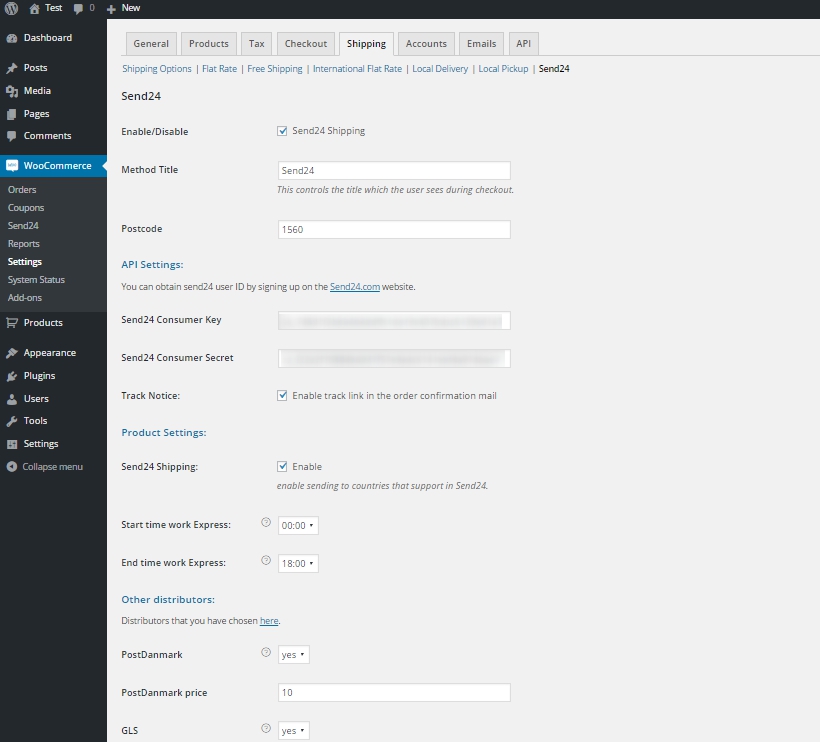 Test 0 New
Dashboard
Posts
Media
Pages
Comments
WooCommerce
Orders
Coupons
Send24
Reports
Settings
System Status
Add-ons
Products
Appearance
Plugins
Users
Tools
Settings
Collapse menu
General Products Tax Checkout Shipping Accounts Emails API
Shipping Options | Flat Rate | Free Shipping | International Flat Rate | Local Delivery | Local Pickup | Send24
Send24
Enable/Disable Send24 Shipping
Method Title Send24
This controls the title which the user sees during checkout.
Postcode 1560
API Settings:
You can obtain send24 user ID by signing up on the Send24.com website.
Send24 Consumer Key
Send24 Consumer Secret
Track Notice: Enable track link in the order confirmation mail
Product Settings:
Send24 Shipping: Enable
enable sending to countries that support in Send24.
Start time work Express: ? 00:00
End time work Express: ? 18:00
Other distributors:
Distributors that you have chosen here.
PostDanmark ? yes
PostDanmark price 10
GLS ? yes